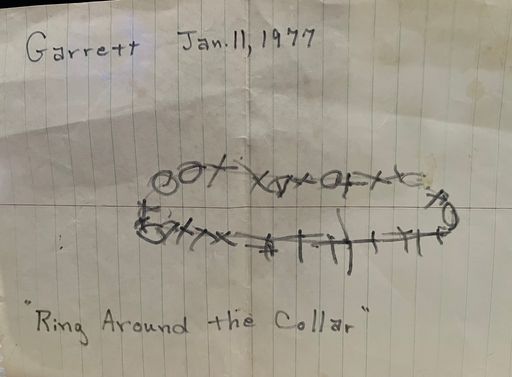 Garrett Jan. 11, 1977
"Ring Around the Collar"